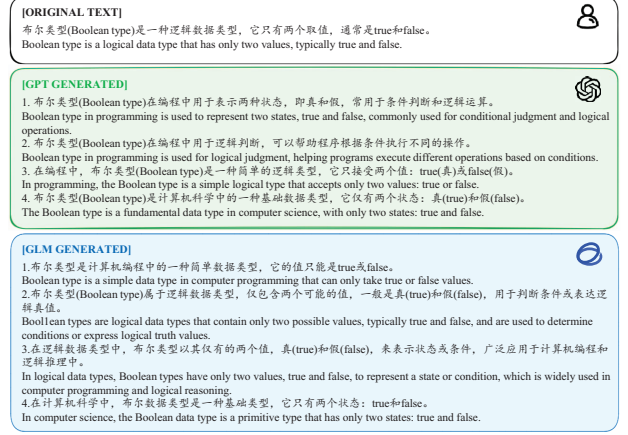 [ORIGINAL TEXT]
布尔类型(Boolean type)是一种逻辑数据类型，它只有两个取值，通常是true和false。
Boolean type is a logical data type that has only two values, typically true and false.
[GPT GENERATED]
1. 布尔类型(Boolean type)在编程中用于表示两种状态，即真和假，常用于条件判断和逻辑运算。
Boolean type in programming is used to represent two states, true and false, commonly used for conditional judgment and logical
operations.
2. 布尔类型(Boolean type)在编程中用于逻辑判断，可以帮助程序根据条件执行不同的操作。
Boolean type in programming is used for logical judgment, helping programs execute different operations based on conditions.
3. 在编程中，布尔类型(Boolean type)是一种简单的逻辑类型，它只接受两个值：true(真)或false(假)。
In programming, the Boolean type is a simple logical type that accepts only two values: true or false.
4. 布尔类型(Boolean type)是计算机科学中的一种基础数据类型，它仅有两个状态：真(true)和假(false)。
The Boolean type is a fundamental data type in computer science, with only two states: true and false.
[GLM GENERATED]
1.布尔类型是计算机编程中的一种简单数据类型，它的值只能是true或false。
Boolean type is a simple data type in computer programming that can only take true or false values.
2.布尔类型(Boolean type)属于逻辑数据类型，仅包含两个可能的值，一般是真(true)和假(false)，用于判断条件或表达逻
辑真值。
Boollean types are logical data types that contain only two possible values, typically true and false, and are used to determine
conditions or express logical truth values.
3.在逻辑数据类型中，布尔类型以其仅有的两个值，真(true)和假(false)，来表示状态或条件，广泛应用于计算机编程和
逻辑推理中。
In logical data types, Boolean types have only two values, true and false, to represent a state or condition, which is widely used in
computer programming and logical reasoning.
4.在计算机科学中，布尔数据类型是一种基础类型，它只有两个状态：true和false。
In computer science, the Boolean data type is a primitive type that has only two states: true and false.